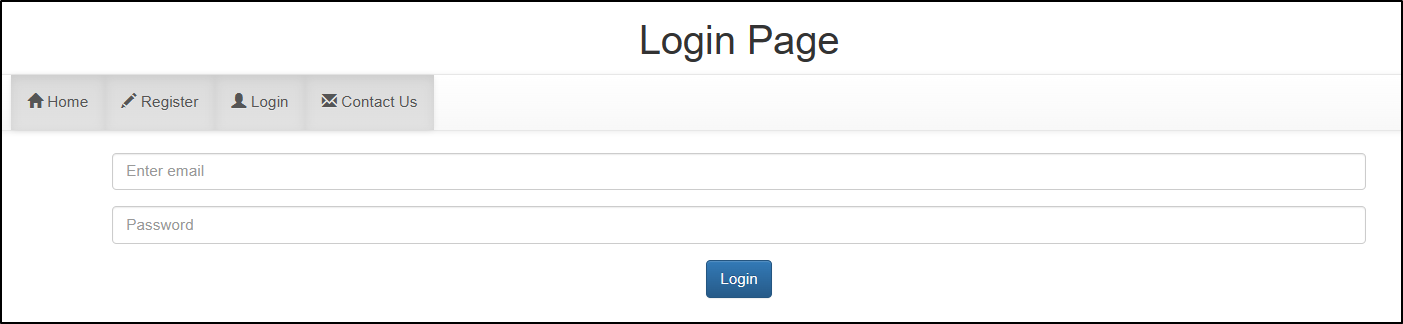 Login Page
Home Register Login Contact Us
Enter email
Password
Login